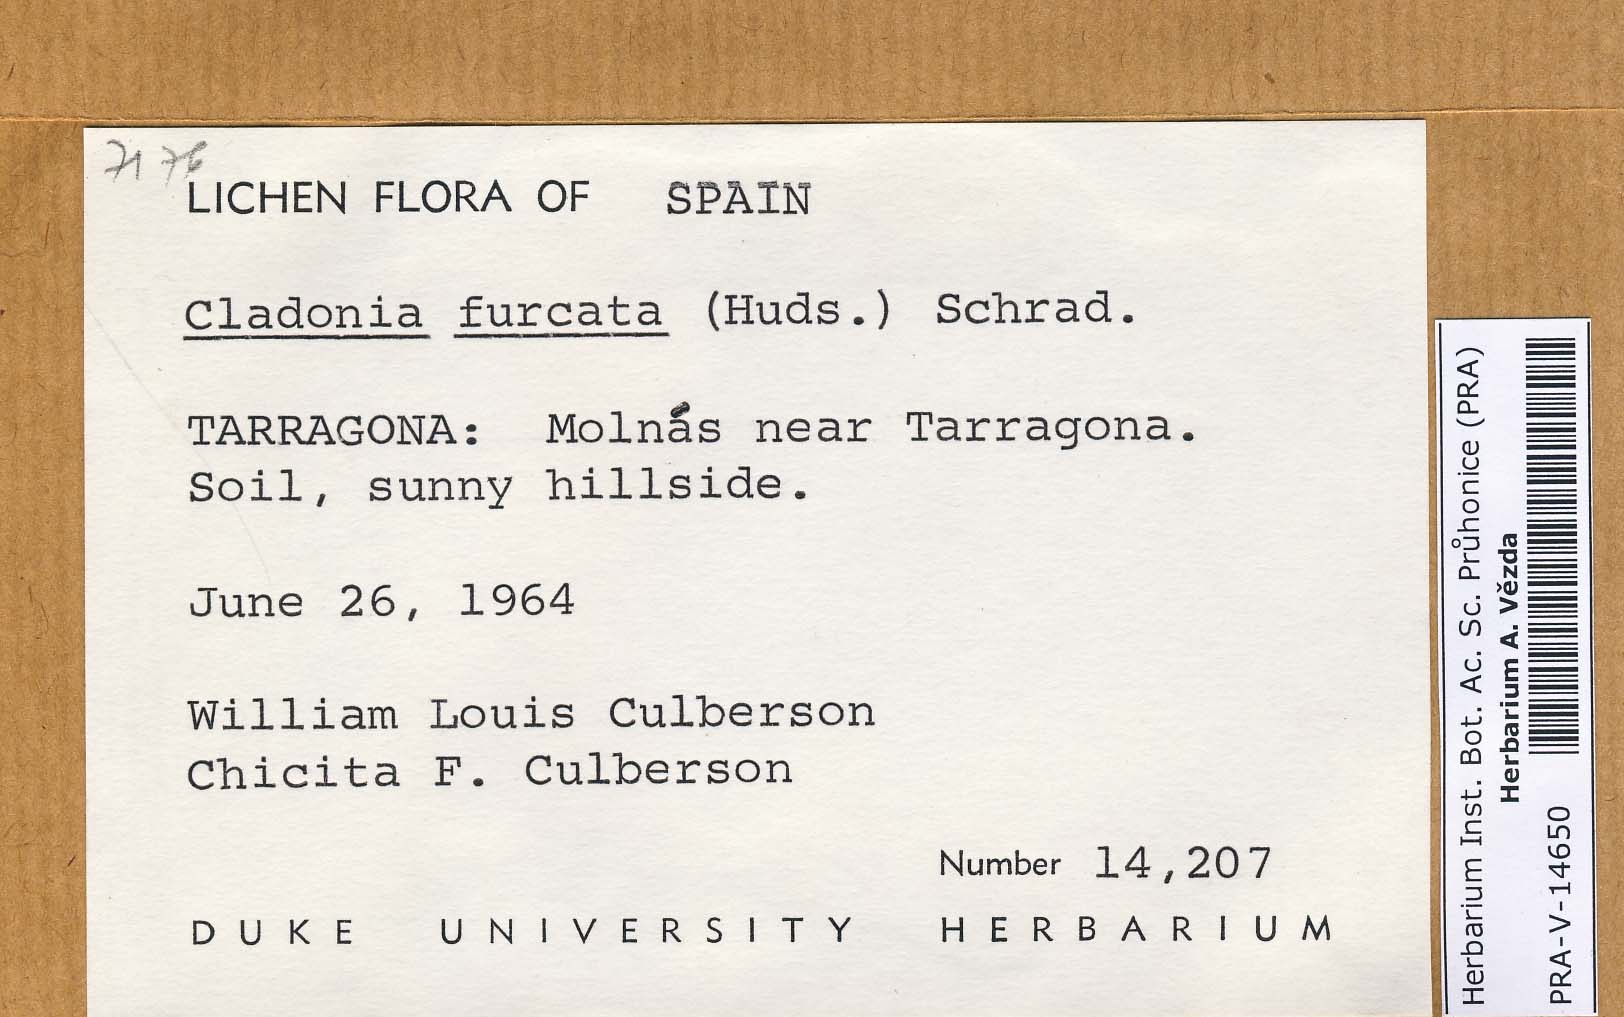 71 76
LICHEN FLORA OF SPAIN
Cladonia furcata (Huds.) Schrad.
TARRAGONA: Molnás near Tarragona.
Soil, sunny hillside.
June 26, 1964
William Louis Culberson
Chicita F. Culberson
Number 14,207
DUKE UNIVERSITY HERBARIUM
Herbarium Inst. Bot. Ac. Sc. Průhonice (PRA)
Herbarium A. Vězda
PRA-V-14650